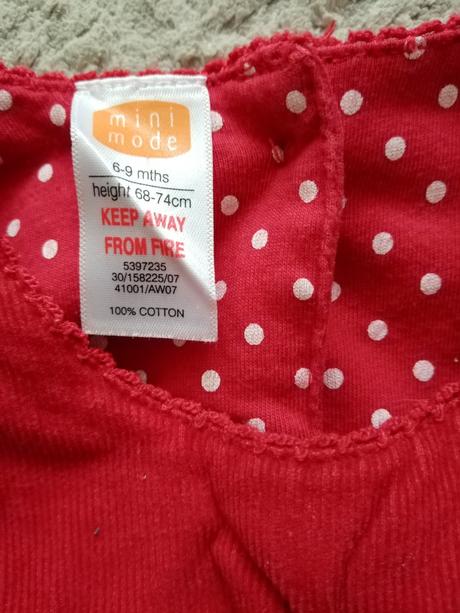 mini
mode
6-9 mths
height 68-74cm
KEEP AWAY
FROM FIRE
5397235
30/158225/07
41001/AW07
100% COTTON